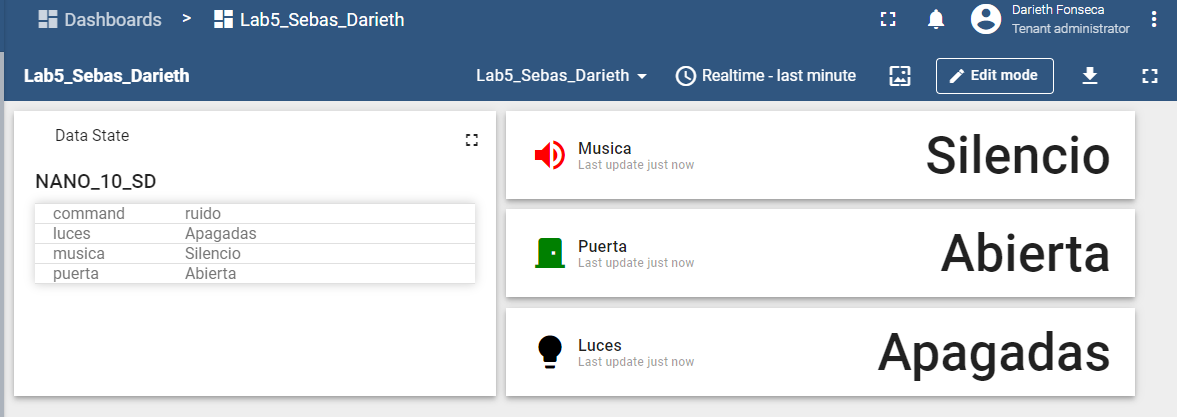 Dashboards > Lab5_Sebas_Darieth
Darieth Fonseca
Tenant administrator
Lab5_Sebas_Darieth
Lab5_Sebas_Darieth
Realtime - last minute
Edit mode
Data State
NANO_10_SD
command ruido
luces Apagadas
musica Silencio
puerta Abierta
Musica
Last update just now
Silencio
Puerta
Last update just now
Abierta
Luces
Last update just now
Apagadas